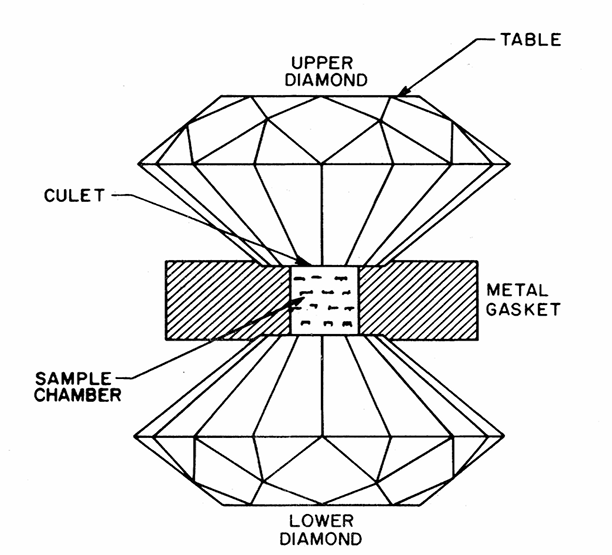 TABLE
UPPER
DIAMOND
CULET
METAL
GASKET
SAMPLE
CHAMBER
LOWER
DIAMOND